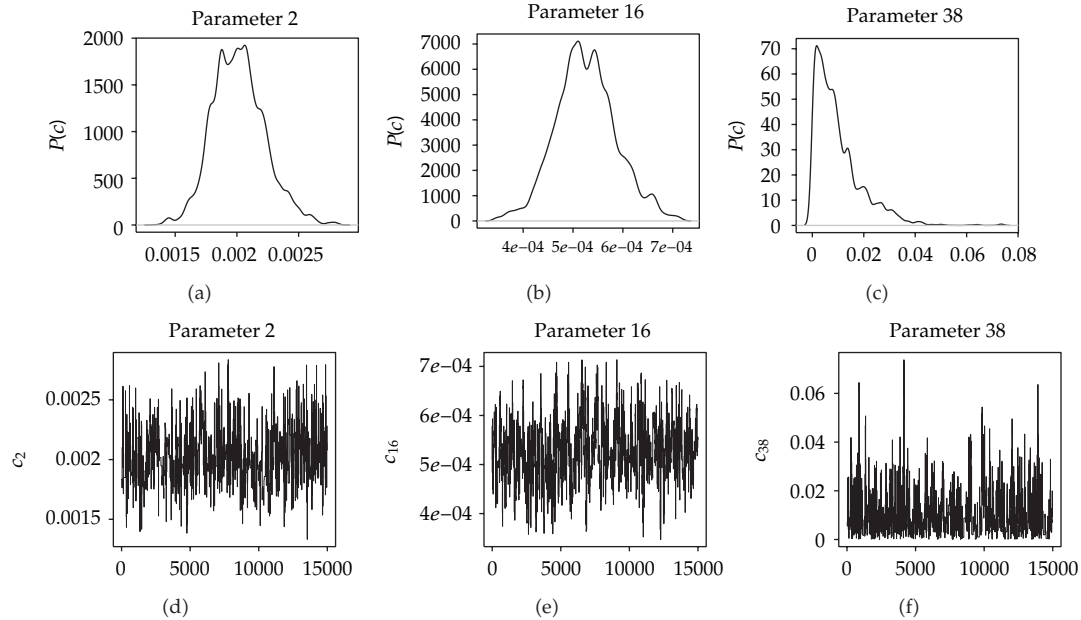 Parameter 2
P(c)
2000
1500
1000
500
0
0.0015 0.002 0.0025
(a)
Parameter 16
P(c)
7000
6000
5000
4000
3000
2000
1000
0
4e−04 5e−04 6e−04 7e−04
(b)
Parameter 38
P(c)
70
60
50
40
30
20
10
0
0 0.02 0.04 0.06 0.08
(c)
Parameter 2
c2
0.0025
0.002
0.0015
0 5000 10000 15000
(d)
Parameter 16
c16
7e−04
6e−04
5e−04
4e−04
0 5000 10000 15000
(e)
Parameter 38
c38
0.06
0.04
0.02
0
0 5000 10000 15000
(f)